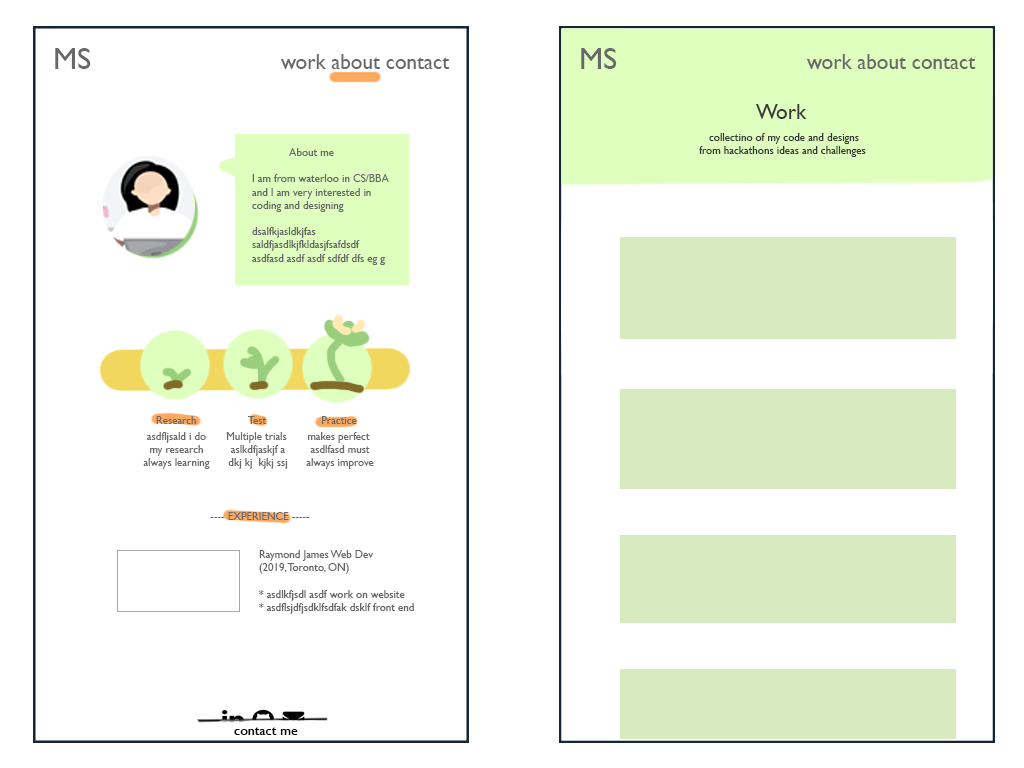 MS
work about contact
About me
I am from waterloo in CS/BBA
and I am very interested in
coding and designing
dsalfkjasldkjfas
saldfjasdlkjfkldasjfsafdsdf
asdfasd asdf asdf sdfdf dfs eg g
Research
asdfljsald i do
my research
always learning
Test
Multiple trials
aslkdfjaskjf a
dkj kj kjkj ssj
Practice
makes perfect
asdlfasd must
always improve
----EXPERIENCE-----
Raymond James Web Dev
(2019, Toronto, ON)
* asdlkfjsdl asdf work on website
* asdflsjdfjsdklfsdfak dsklf front end
in
contact me
MS
work about contact
Work
collectino of my code and designs
from hackathons ideas and challenges